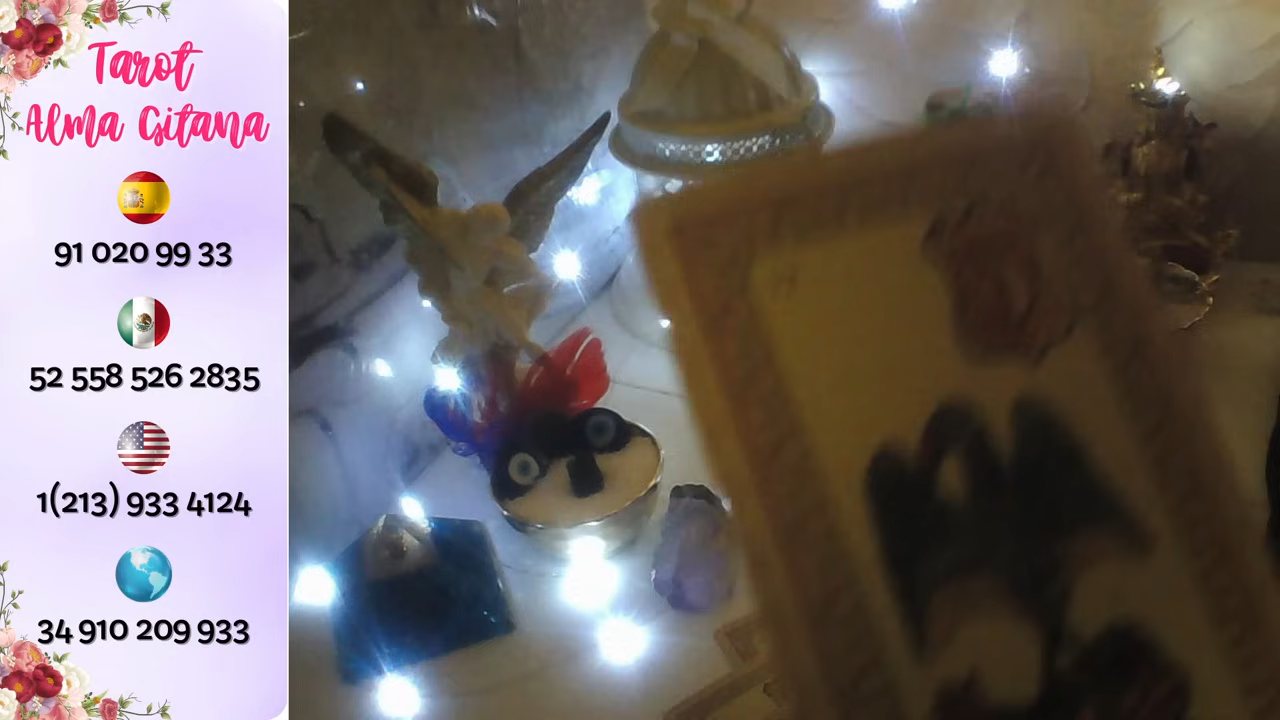 Tarot
Alma Gitana
91 020 99 33
52 558 526 2835
1(213) 933 4124
34 910 209 933